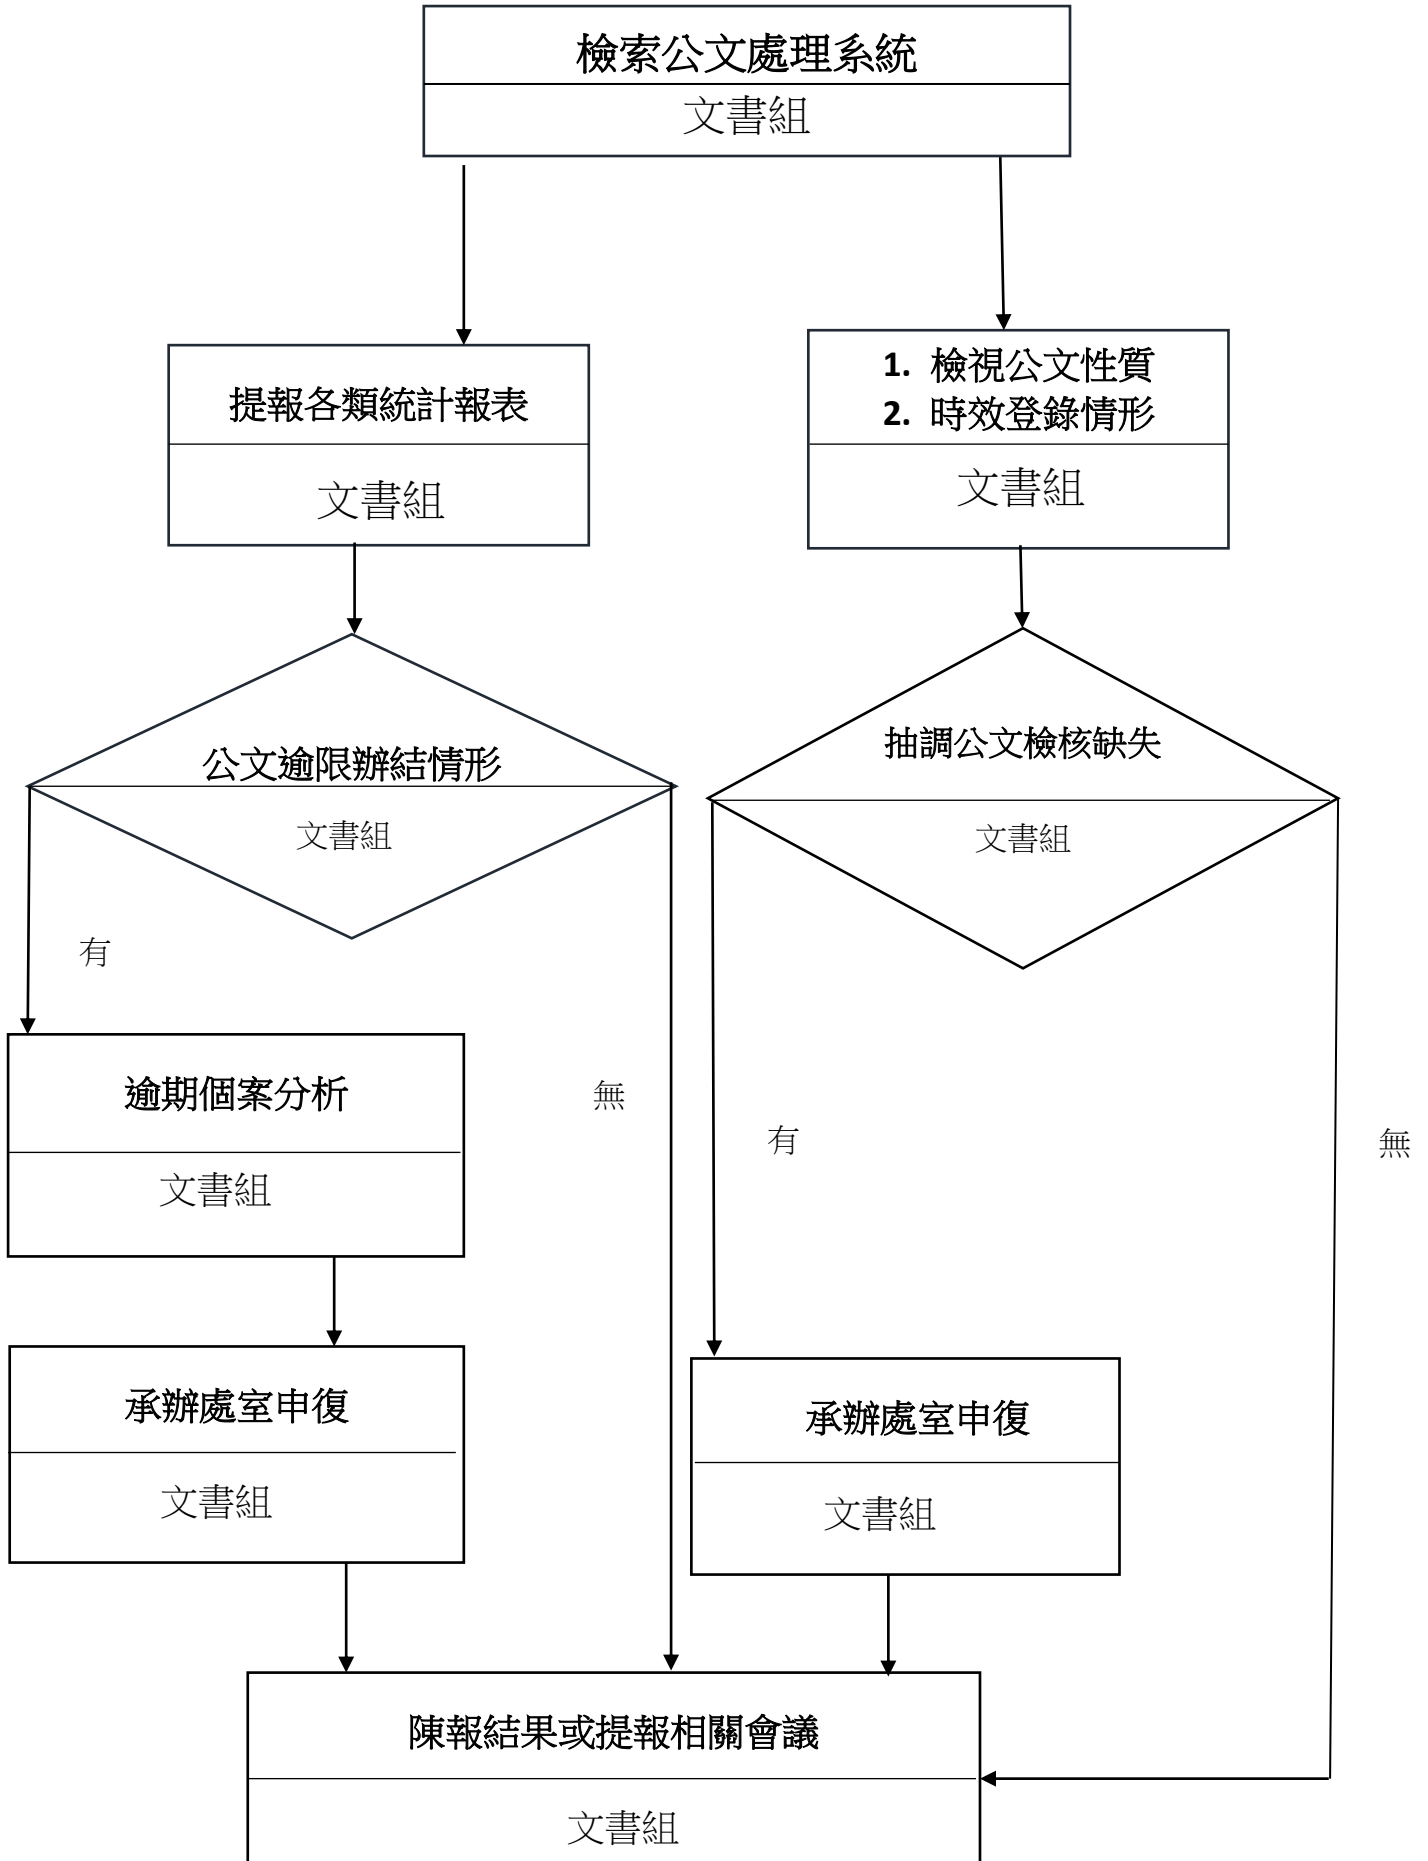 檢索公文處理系統
文書組
提報各類統計報表
文書組
1. 檢視公文性質
2. 時效登錄情形
文書組
公文逾限辦結情形
文書組
抽調公文檢核缺失
文書組
有
無
有
無
逾期個案分析
文書組
承辦處室申復
文書組
承辦處室申復
文書組
陳報結果或提報相關會議
文書組